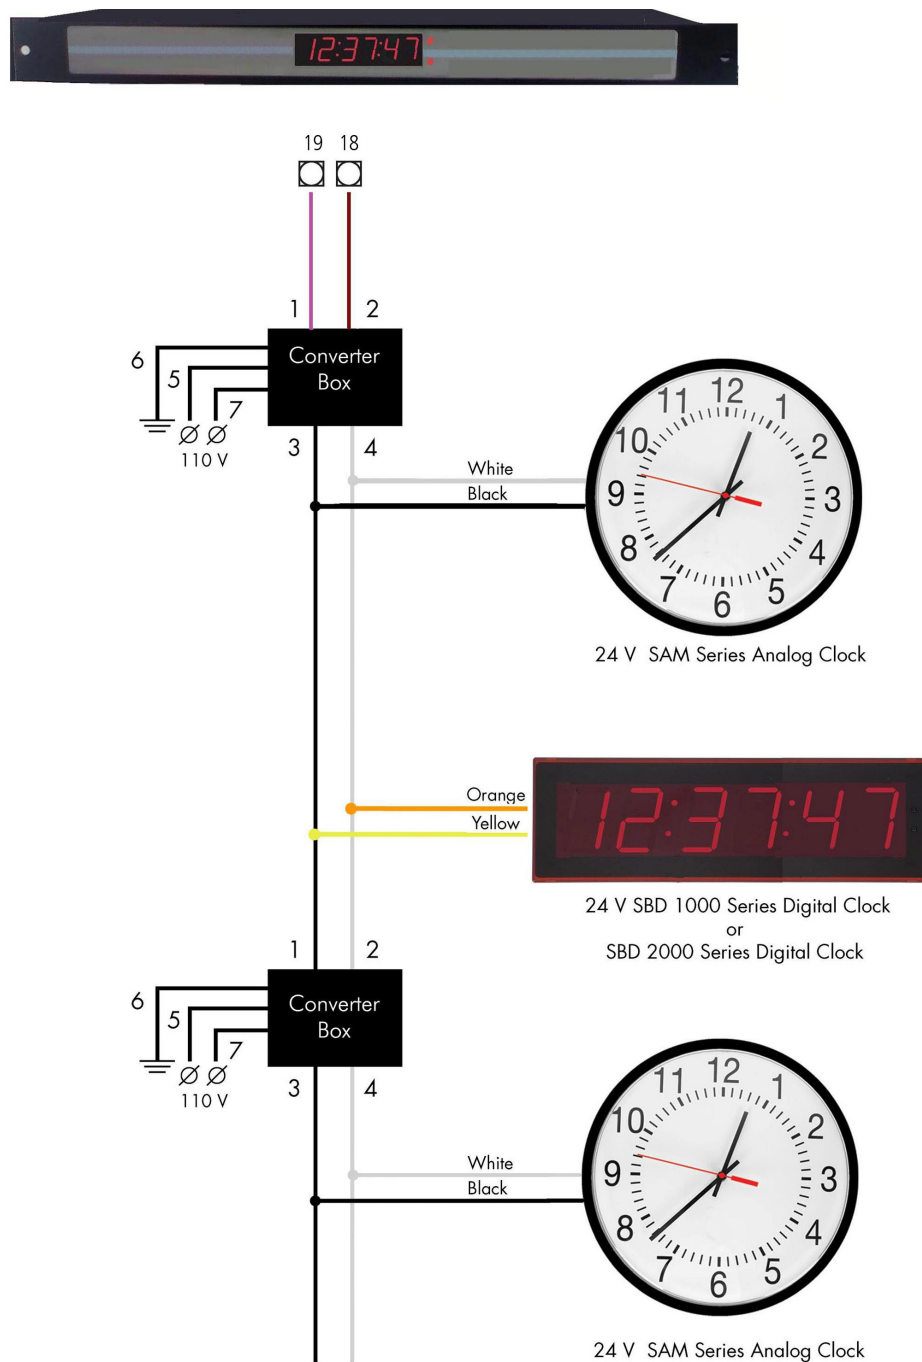 12:37:47
19 18
1 2
Converter
Box
6
5
7
110 V
3 4
White
Black
12
1
2
3
4
5
6
7
8
9
10
11
24 V SAM Series Analog Clock
Orange
Yellow
12:37:47
24 V SBD 1000 Series Digital Clock
or
SBD 2000 Series Digital Clock
1 2
Converter
Box
6
5
7
110 V
3 4
White
Black
12
1
2
3
4
5
6
7
8
9
10
11
24 V SAM Series Analog Clock